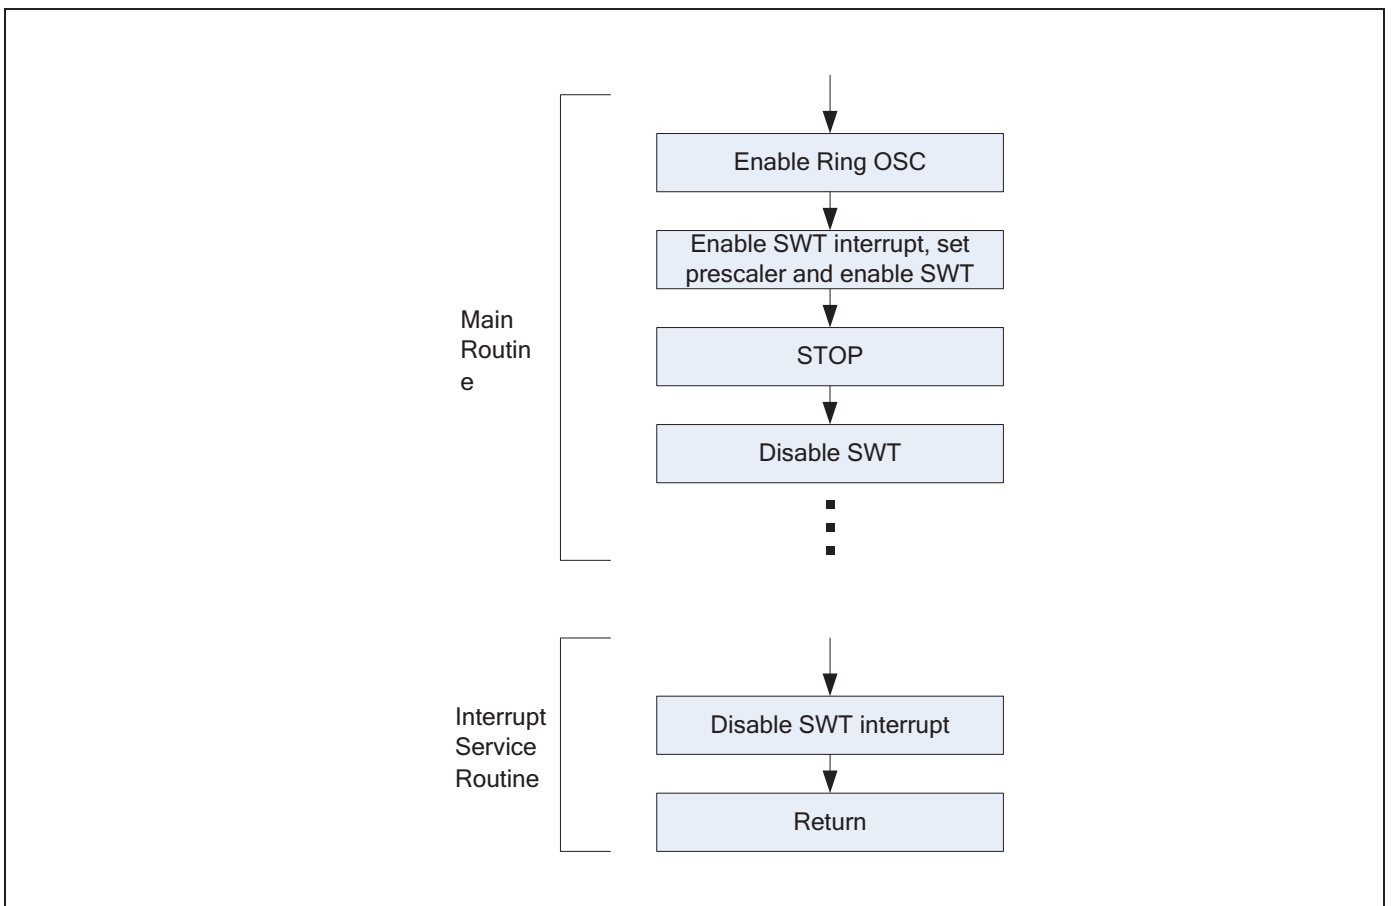 Enable Ring OSC
Enable SWT interrupt, set
prescaler and enable SWT
Main
Routin
e
STOP
Disable SWT
Interrupt
Service
Routine
Disable SWT interrupt
Return